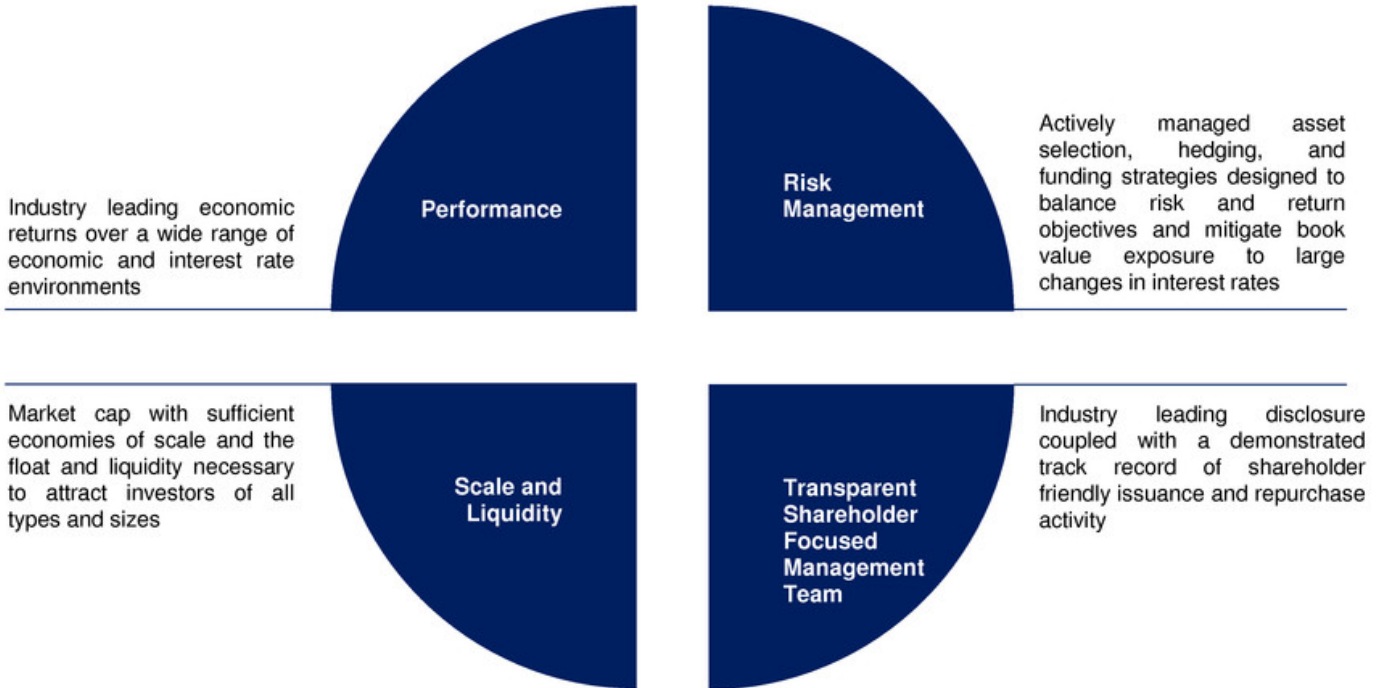 Industry leading economic
returns over a wide range of
economic and interest rate
environments
Performance
Risk
Management
Actively managed asset
selection, hedging, and
funding strategies designed to
balance risk and return
objectives and mitigate book
value exposure to large
changes in interest rates
Market cap with sufficient
economies of scale and the
float and liquidity necessary
to attract investors of all
types and sizes
Scale and
Liquidity
Transparent
Shareholder
Focused
Management
Team
Industry leading disclosure
coupled with a demonstrated
track record of shareholder
friendly issuance and repurchase
activity